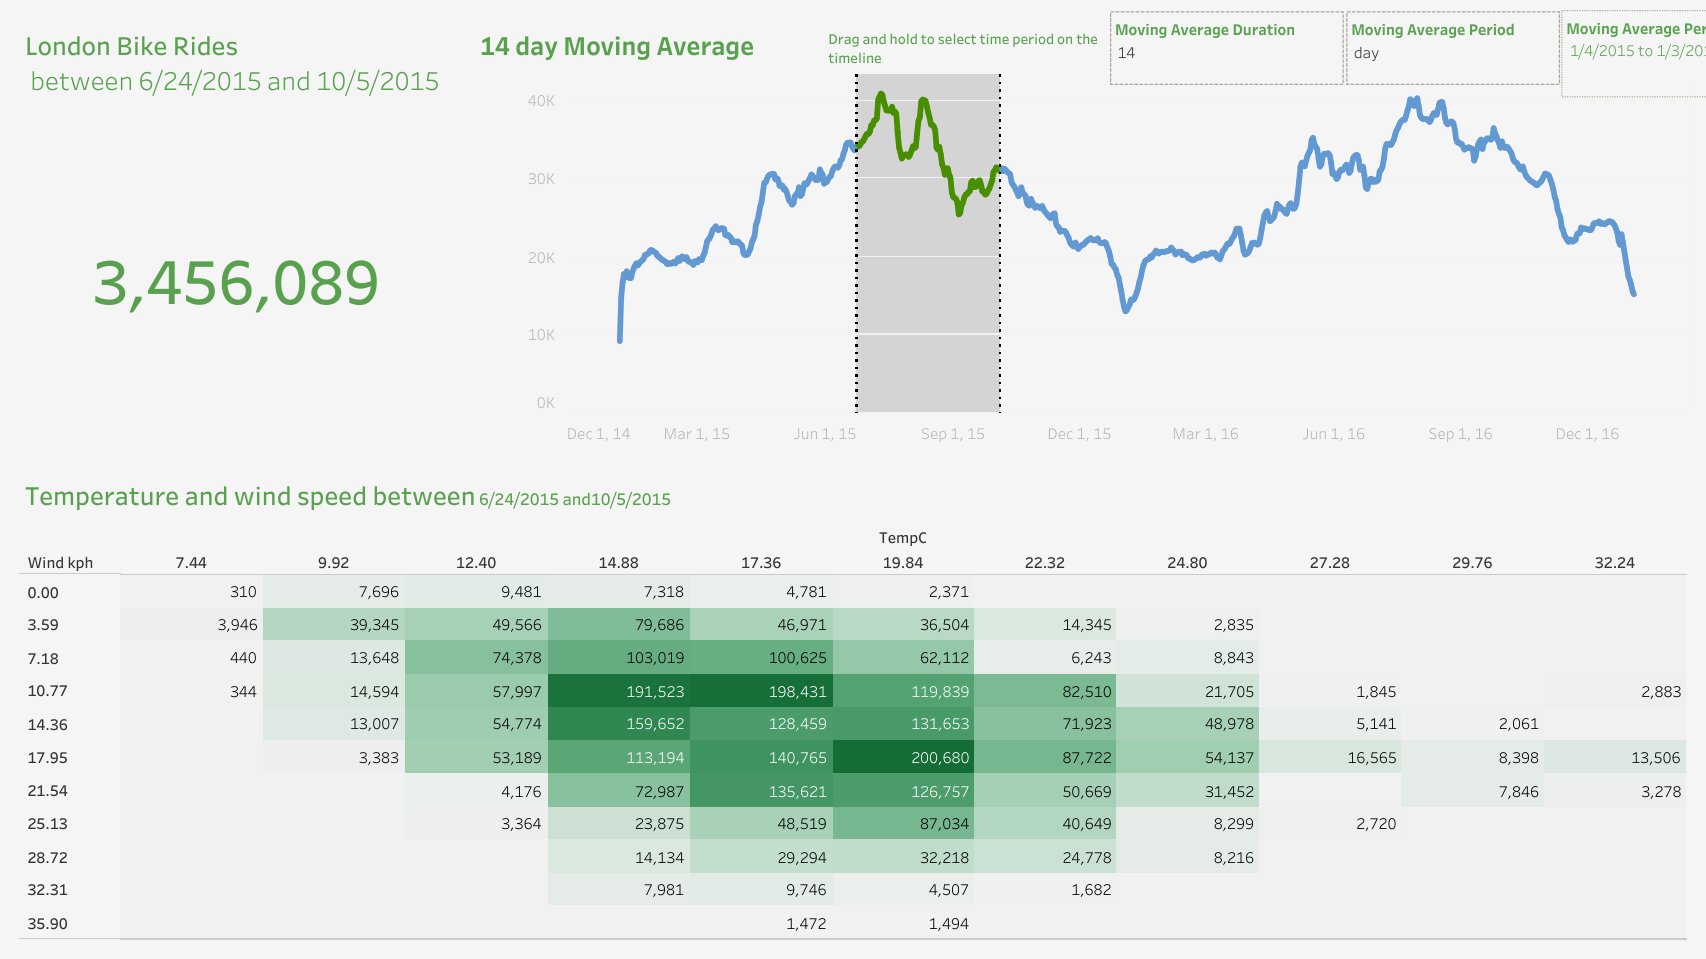 London Bike Rides
between 6/24/2015 and 10/5/2015
3,456,089
14 day Moving Average
Drag and hold to select time period on the
timeline
Moving Average Duration
14
Moving Average Period
day
Moving Average
1/4/2015 to
40K
30K
20K
10K
0K
Dec 1, 14 Mar 1, 15 Jun 1, 15 Sep 1, 15 Dec 1, 15 Mar 1, 16 Jun 1, 16 Sep 1, 16 Dec 1, 16
Temperature and wind speed between 6/24/2015 and10/5/2015
TempC
Wind kph 7.44 9.92 12.40 14.88 17.36 19.84 22.32 24.80 27.28 29.76 32.24
0.00 310 7,696 9,481 7,318 4,781 2,371
3.59 3,946 39,345 49,566 79,686 46,971 36,504 14,345 2,835
7.18 440 13,648 74,378 103,019 100,625 62,112 6,243 8,843
10.77 344 14,594 57,997 191,523 198,431 119,839 82,510 21,705 1,845 2,883
14.36 13,007 54,774 159,652 128,459 131,653 71,923 48,978 5,141 2,061
17.95 3,383 53,189 113,194 140,765 200,680 87,722 54,137 16,565 8,398 13,506
21.54 4,176 72,987 135,621 126,757 50,669 31,452 7,846 3,278
25.13 3,364 23,875 48,519 87,034 40,649 8,299 2,720
28.72 14,134 29,294 32,218 24,778 8,216
32.31 7,981 9,746 4,507 1,682
35.90 1,472 1,494